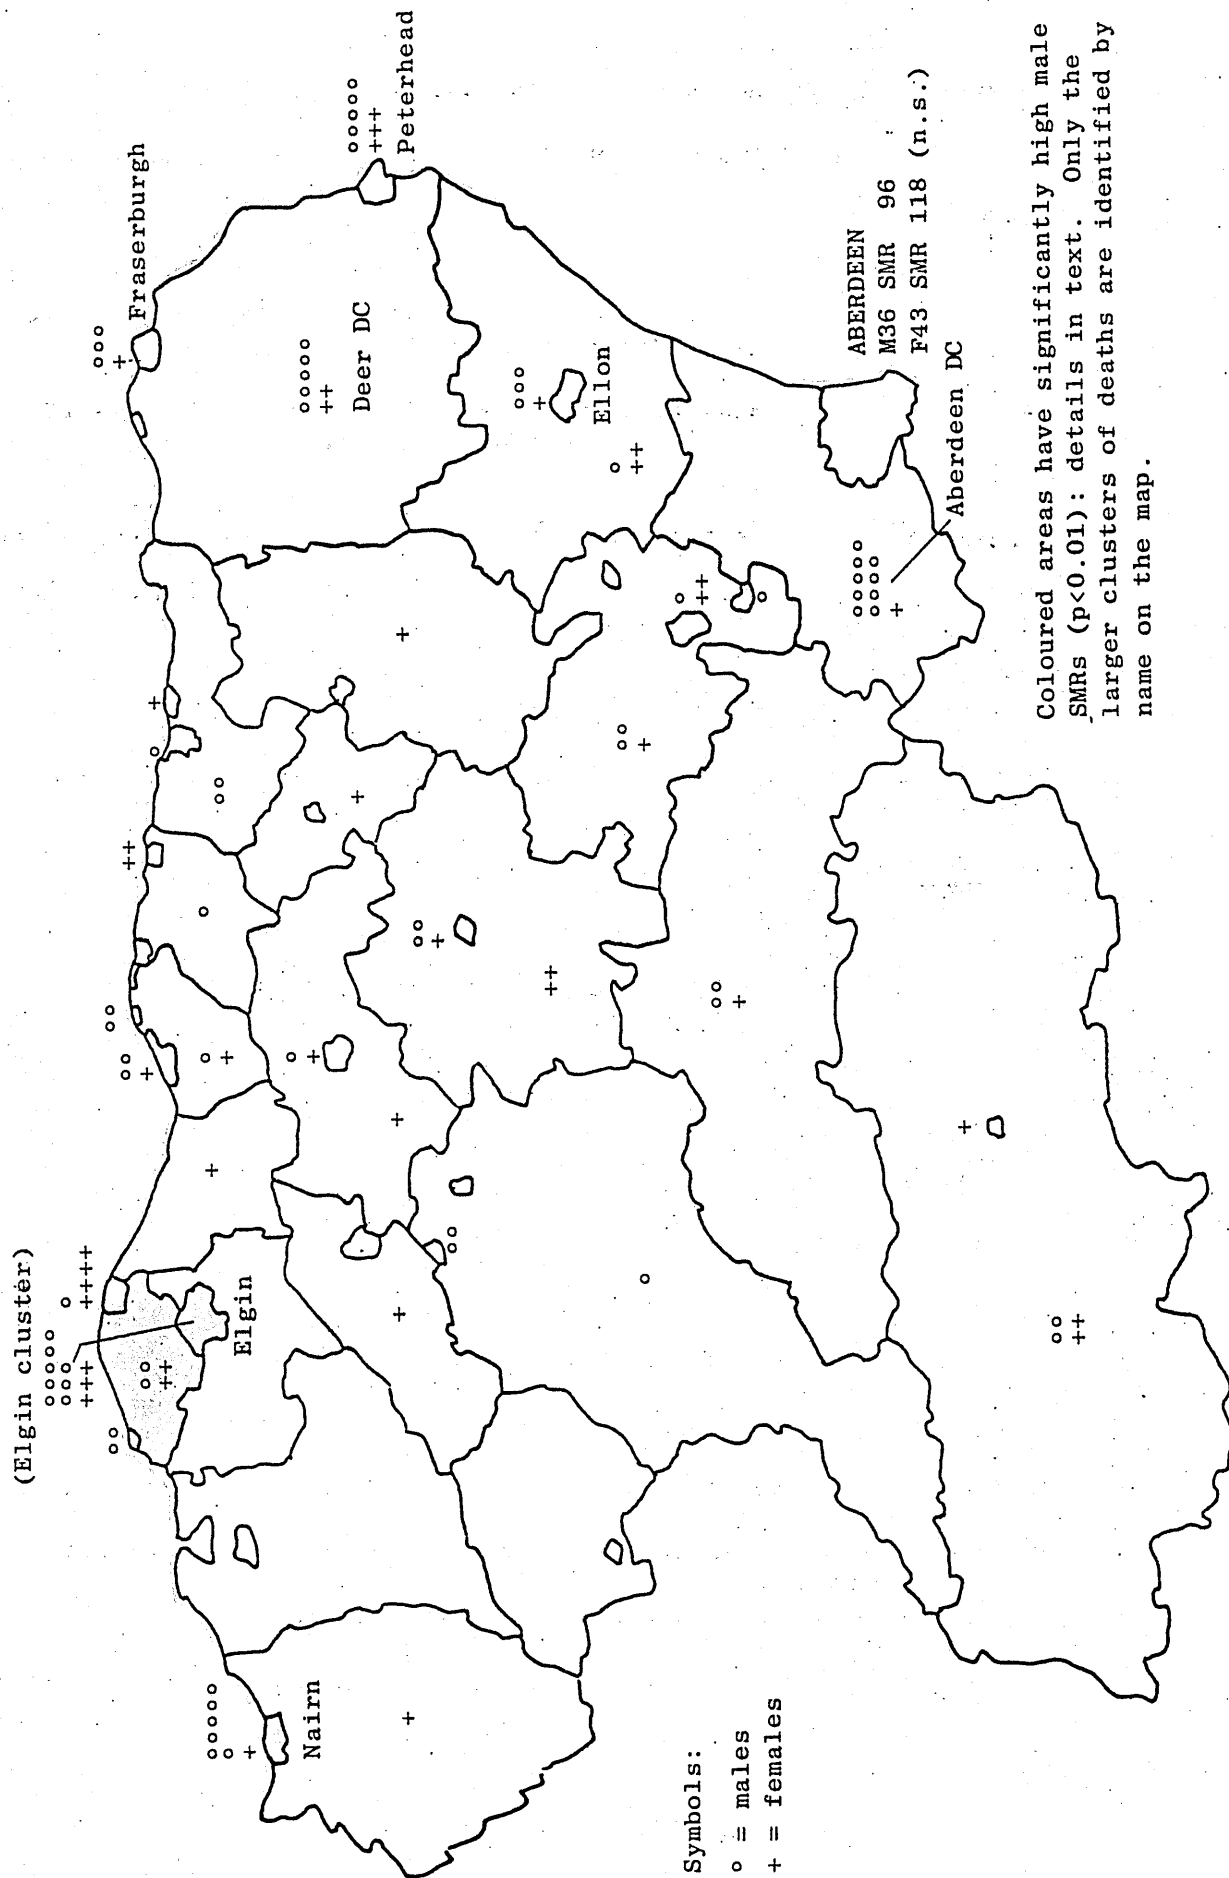 (Elgin cluster)
Fraserburgh
Elgin
Nairn
Deer DC
Peterhead
Ellon
Symbols:
o = males
+ = females
ABERDEEN
M36 SMR 96
F43 SMR 118 (n.s.)
Aberdeen DC
Coloured areas have significantly high male
SMRs (p<0.01): details in text. Only the
larger clusters of deaths are identified by
name on the map.